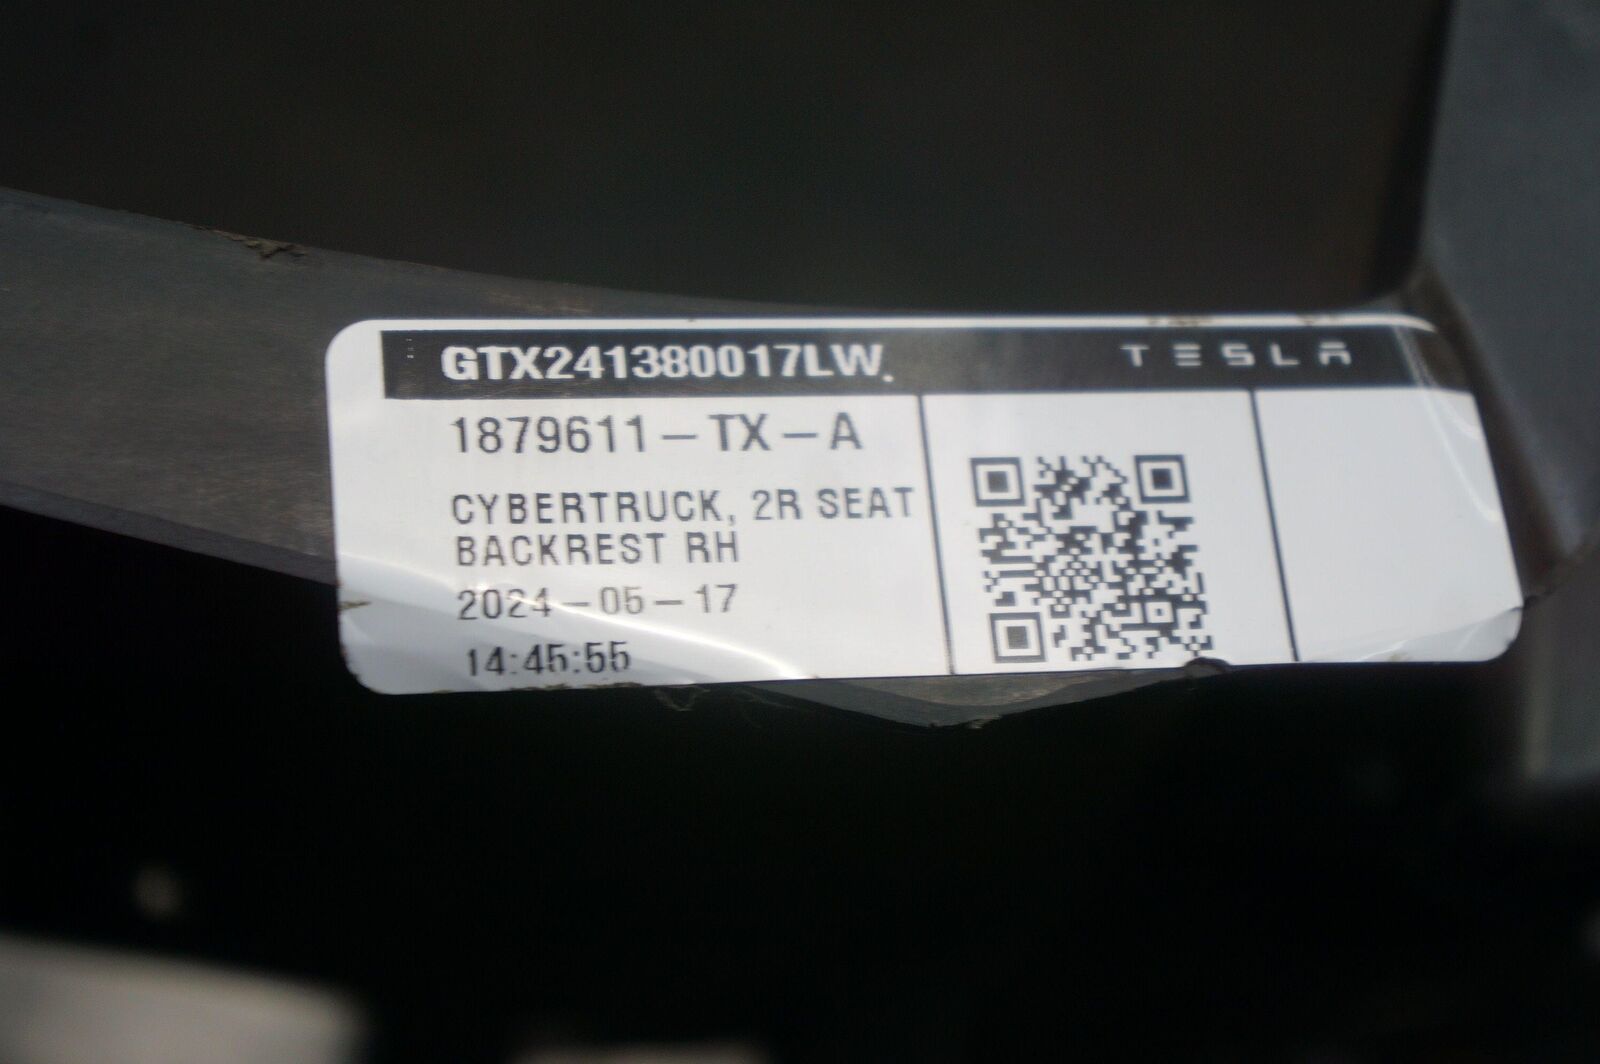 GTX241380017LW. TESLA
1879611-TX-A
CYBERTRUCK, 2R SEAT
BACKREST RH
2024-05-17
14:45:55